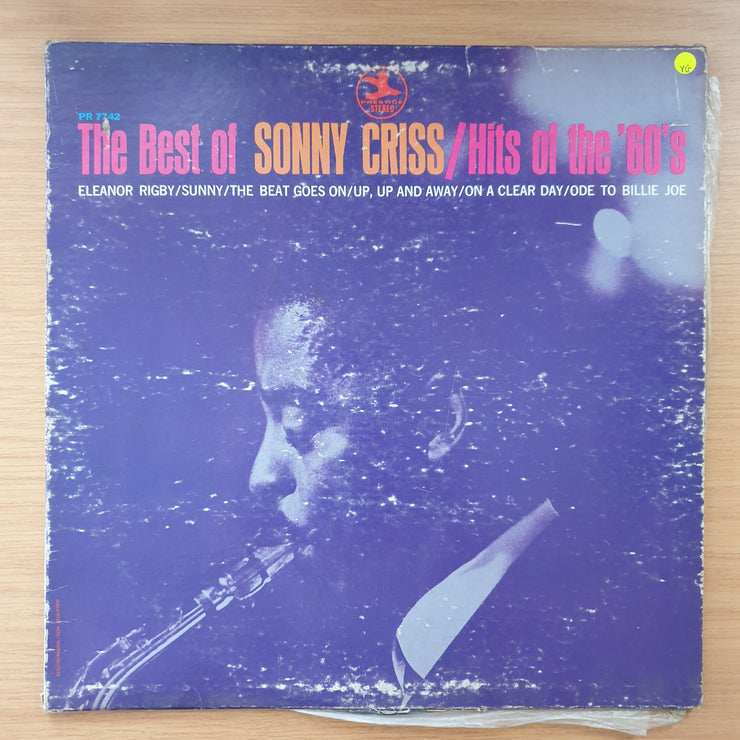 VG
PRESTIGE
STEREO
PR 7742
The Best of SONNY CRISS/Hits of the '60's
ELEANOR RIGBY/SUNNY/THE BEAT GOES ON/UP, UP AND AWAY/ON A CLEAR DAY/ODE TO BILLIE JOE